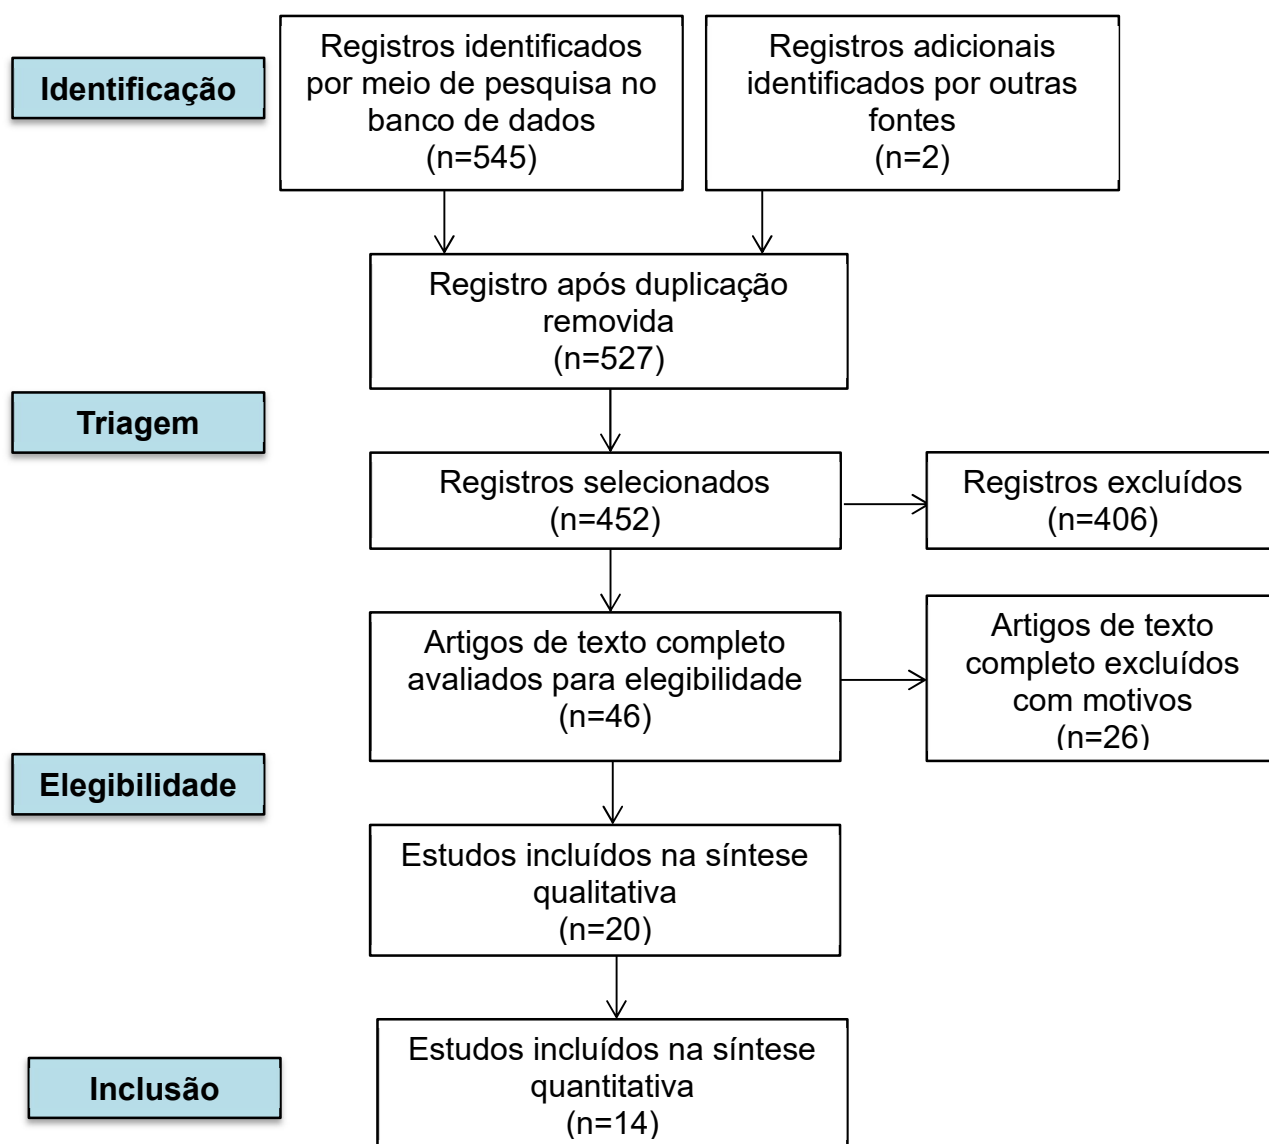 Identificação
Registros identificados
por meio de pesquisa no
banco de dados
(n=545)
Registros adicionais
identificados por outras
fontes
(n=2)
Registro após duplicação
removida
(n=527)
Triagem
Registros selecionados
(n=452)
Registros excluídos
(n=406)
Artigos de texto completo
avaliados para elegibilidade
(n=46)
Artigos de texto
completo excluídos
com motivos
(n=26)
Elegibilidade
Estudos incluídos na síntese
qualitativa
(n=20)
Inclusão
Estudos incluídos na síntese
quantitativa
(n=14)